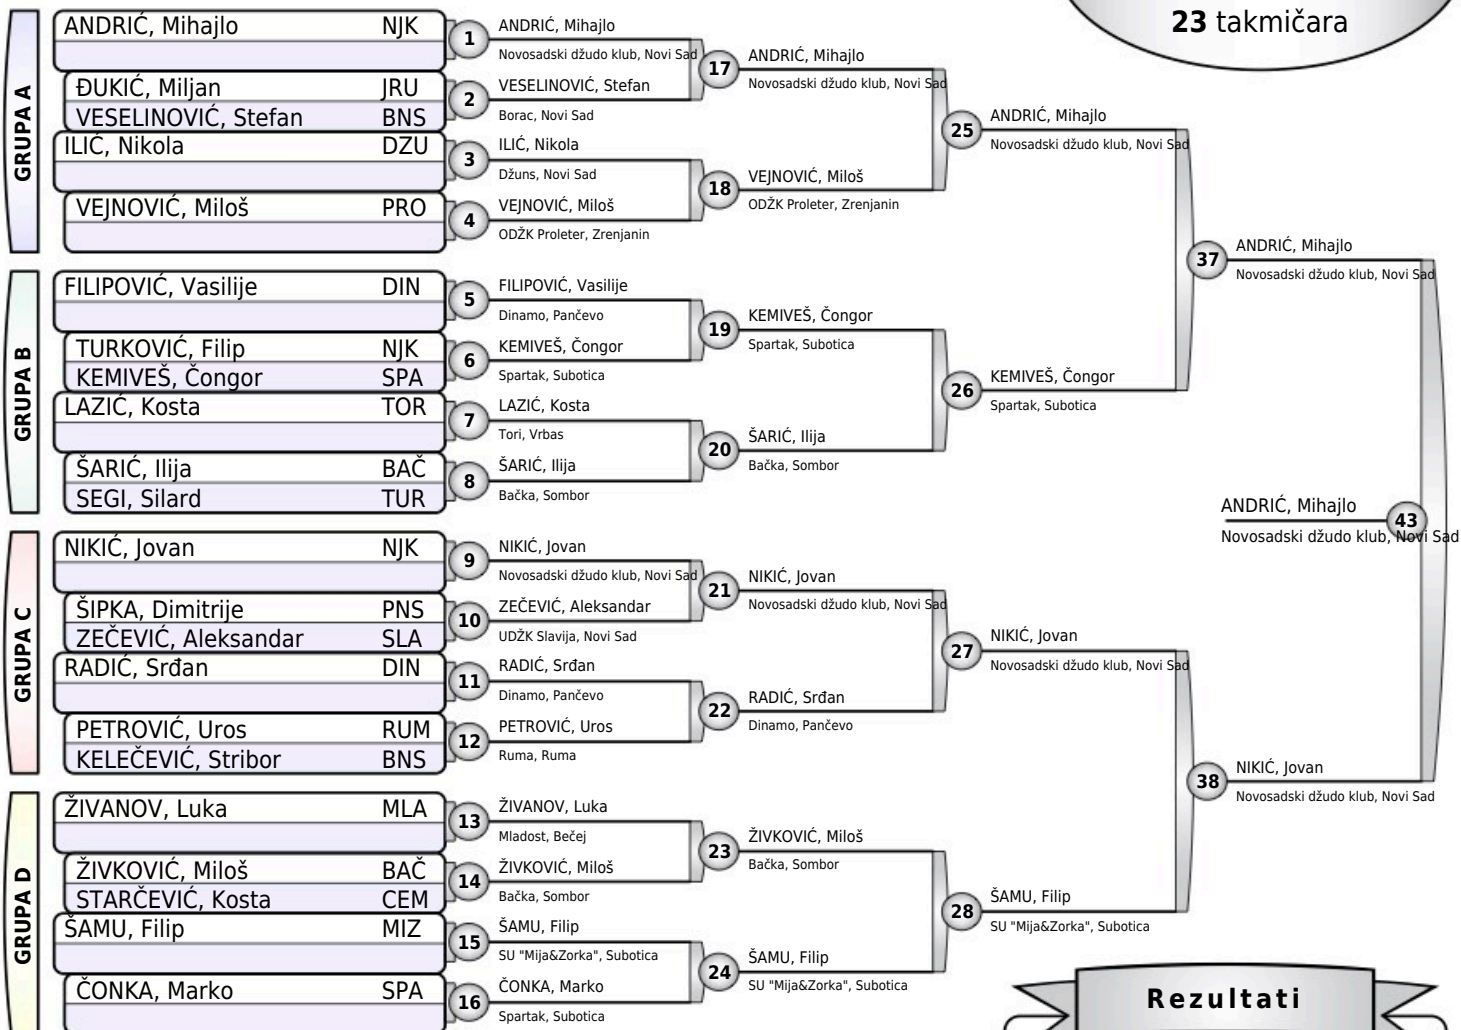 23 takmičara
GRUPA A
ANDRIĆ, Mihajlo NJK
ĐUKIĆ, Miljan JRU
VESELINOVIĆ, Stefan BNS
ILIĆ, Nikola DZU
VEJNOVIĆ, Miloš PRO
GRUPA B
FILIPOVIĆ, Vasilije DIN
TURKOVIĆ, Filip NJK
KEMIVEŠ, Čongor SPA
LAZIĆ, Kosta TOR
ŠARIĆ, Ilija BAČ
SEGI, Silard TUR
GRUPA C
NIKIĆ, Jovan NJK
ŠIPKA, Dimitrije PNS
ZEČEVIĆ, Aleksandar SLA
RADIĆ, Srđan DIN
PETROVIĆ, Uros RUM
KELEČEVIĆ, Stribor BNS
GRUPA D
ŽIVANOV, Luka MLA
ŽIVKOVIĆ, Miloš BAČ
STARČEVIĆ, Kosta CEM
ŠAMU, Filip MIZ
ČONKA, Marko SPA
1 ANDRIĆ, Mihajlo
Novosadski džudo klub, Novi Sad
2 VESELINOVIĆ, Stefan
Borac, Novi Sad
3 ILIĆ, Nikola
Džuns, Novi Sad
4 VEJNOVIĆ, Miloš
ODŽK Proleter, Zrenjanin
5 FILIPOVIĆ, Vasilije
Dinamo, Pančevo
6 KEMIVEŠ, Čongor
Spartak, Subotica
7 LAZIĆ, Kosta
Tori, Vrbas
8 ŠARIĆ, Ilija
Bačka, Sombor
9 NIKIĆ, Jovan
Novosadski džudo klub, Novi Sad
10 ZEČEVIĆ, Aleksandar
UDŽK Slavija, Novi Sad
11 RADIĆ, Srđan
Dinamo, Pančevo
12 PETROVIĆ, Uros
Ruma, Ruma
13 ŽIVANOV, Luka
Mladost, Bečej
14 ŽIVKOVIĆ, Miloš
Bačka, Sombor
15 ŠAMU, Filip
SU "Mija&Zorka", Subotica
16 ČONKA, Marko
Spartak, Subotica
17 ANDRIĆ, Mihajlo
Novosadski džudo klub, Novi Sad
18 VEJNOVIĆ, Miloš
ODŽK Proleter, Zrenjanin
19 KEMIVEŠ, Čongor
Spartak, Subotica
20 ŠARIĆ, Ilija
Bačka, Sombor
21 NIKIĆ, Jovan
Novosadski džudo klub, Novi Sad
22 RADIĆ, Srđan
Dinamo, Pančevo
23 ŽIVKOVIĆ, Miloš
Bačka, Sombor
24 ŠAMU, Filip
SU "Mija&Zorka", Subotica
25 ANDRIĆ, Mihajlo
Novosadski džudo klub, Novi Sad
26 KEMIVEŠ, Čongor
Spartak, Subotica
27 NIKIĆ, Jovan
Novosadski džudo klub, Novi Sad
28 ŠAMU, Filip
SU "Mija&Zorka", Subotica
37 ANDRIĆ, Mihajlo
Novosadski džudo klub, Novi Sad
38 NIKIĆ, Jovan
Novosadski džudo klub, Novi Sad
ANDRIĆ, Mihajlo 43
Novosadski džudo klub, Novi Sad
Rezultati